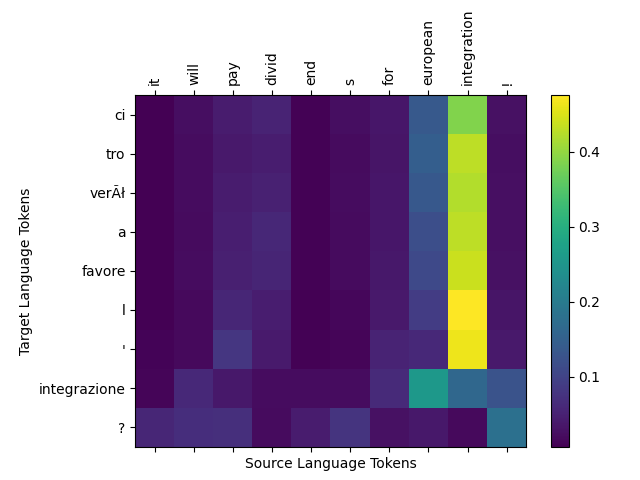 it will pay divid end s for european integration !
ci
tro
verÃł
a
favore
l
'
integrazione
?
Target Language Tokens
Source Language Tokens
0.4
0.3
0.2
0.1